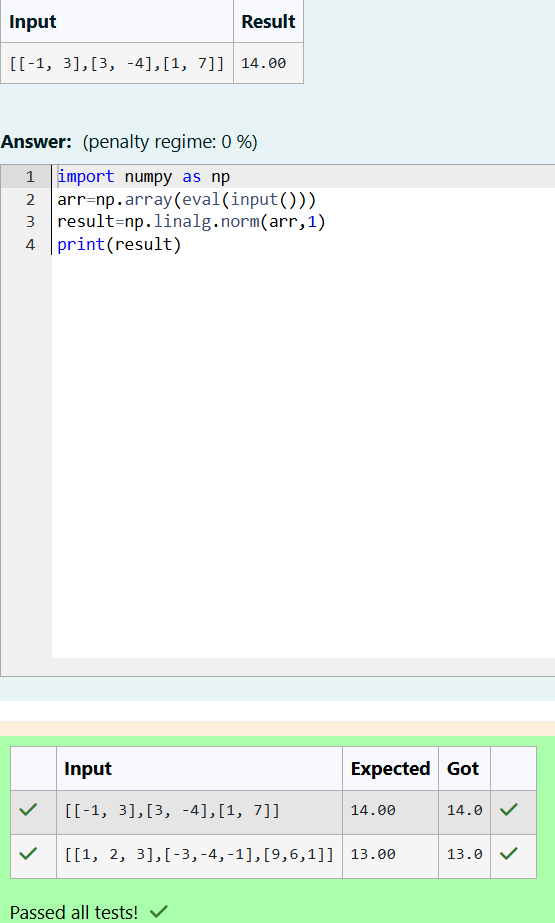 Input Result
[[-1, 3],[3, -4],[1, 7]] 14.00
Answer: (penalty regime: 0 %)
1 import numpy as np
2 arr=np.array(eval(input()))
3 result=np.linalg.norm(arr,1)
4 print(result)
Input Expected Got
[[-1, 3],[3, -4],[1, 7]] 14.00 14.0
[[1, 2, 3],[-3,-4,-1],[9,6,1]] 13.00 13.0
Passed all tests!